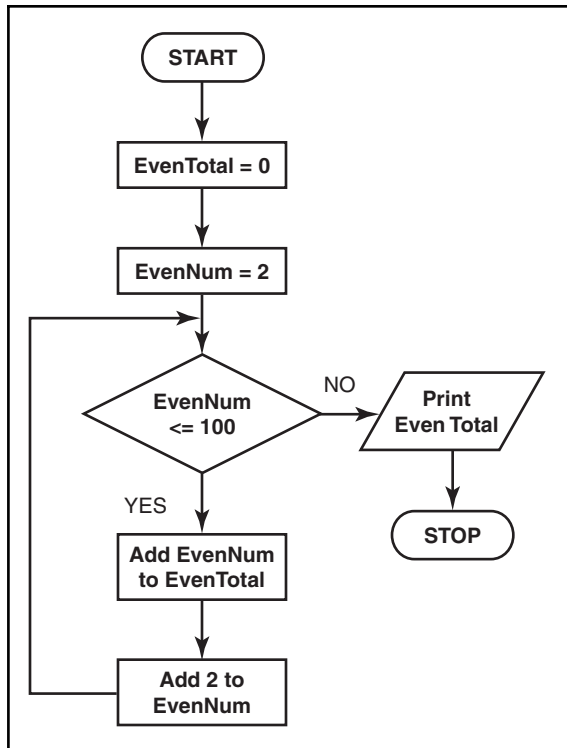 START
EvenTotal = 0
EvenNum = 2
EvenNum
<= 100
NO
Print
Even Total
STOP
YES
Add EvenNum
to EvenTotal
Add 2 to
EvenNum